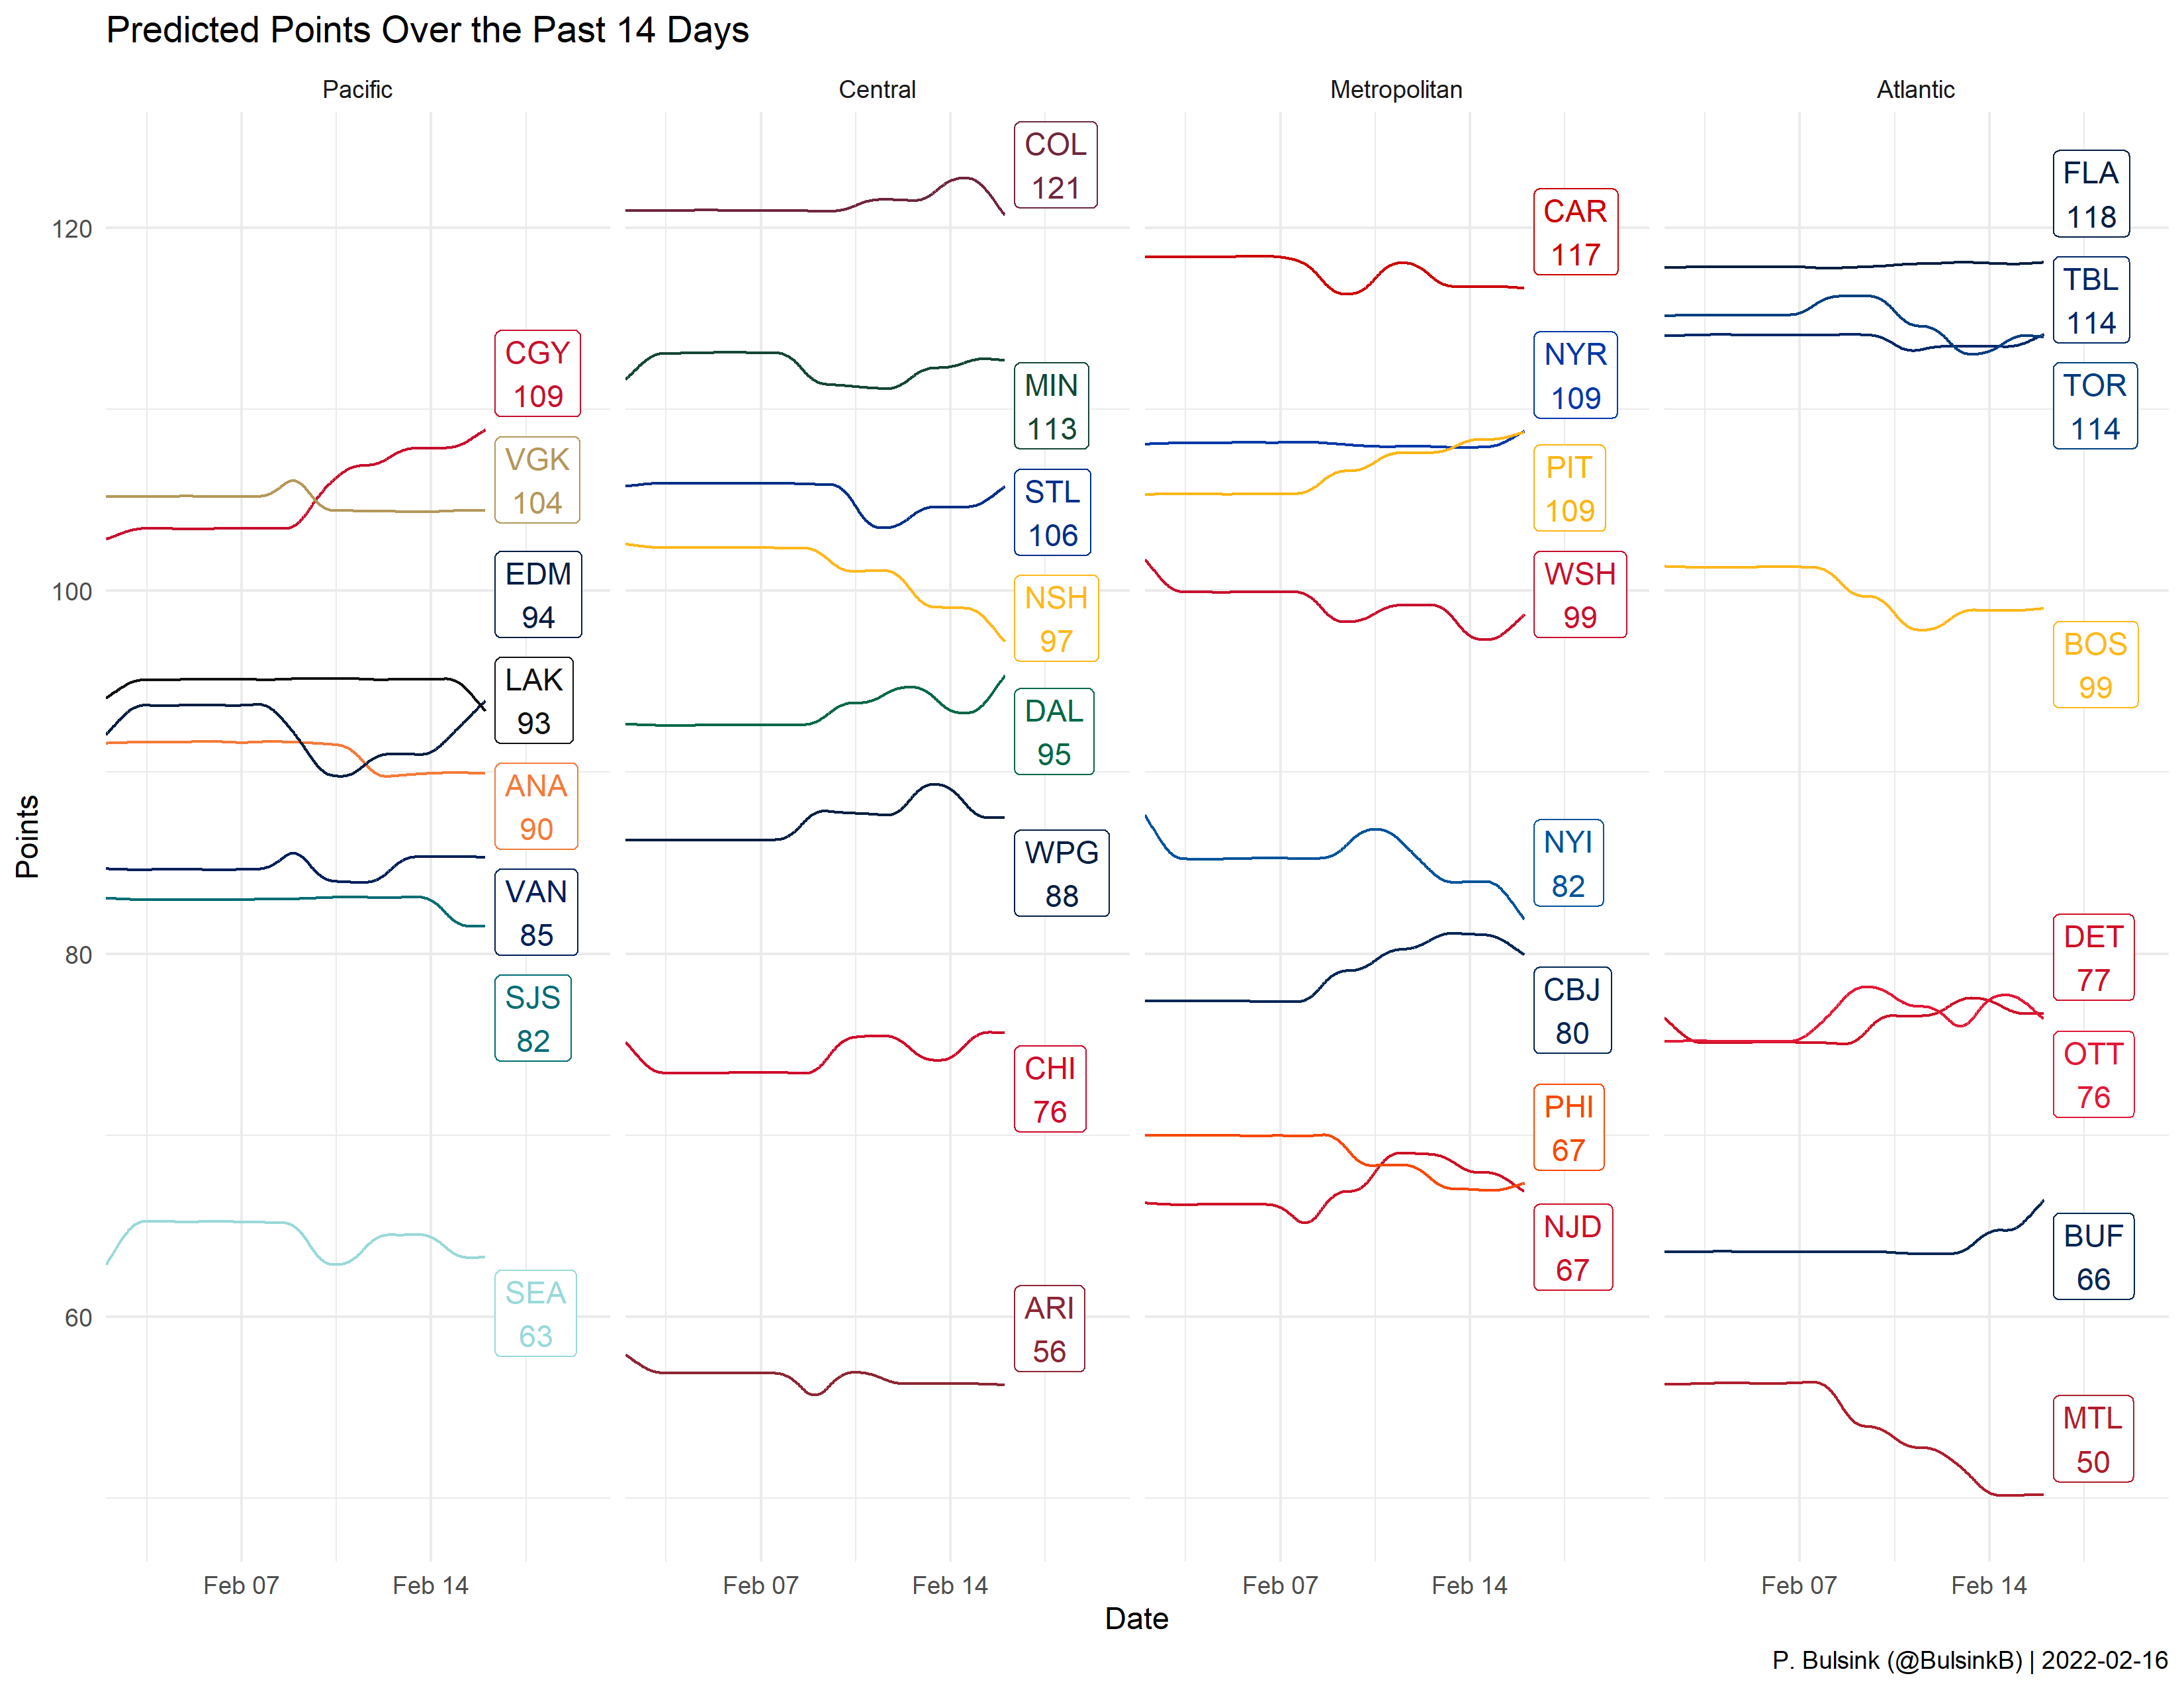 Predicted Points Over the Past 14 Days
Pacific
Central
Metropolitan
Atlantic
Points
120
100
80
60
CGY
109
VGK
104
EDM
94
LAK
93
ANA
90
VAN
85
SJS
82
SEA
63
COL
121
MIN
113
STL
106
NSH
97
DAL
95
WPG
88
CHI
76
ARI
56
CAR
117
NYR
109
PIT
109
WSH
99
NYI
82
CBJ
80
PHI
67
NJD
67
FLA
118
TBL
114
TOR
114
BOS
99
DET
77
OTT
76
BUF
66
MTL
50
Feb 07
Feb 14
Feb 07
Feb 14
Feb 07
Feb 14
Feb 07
Feb 14
Date
P. Bulsink (@BulsinkB) | 2022-02-16